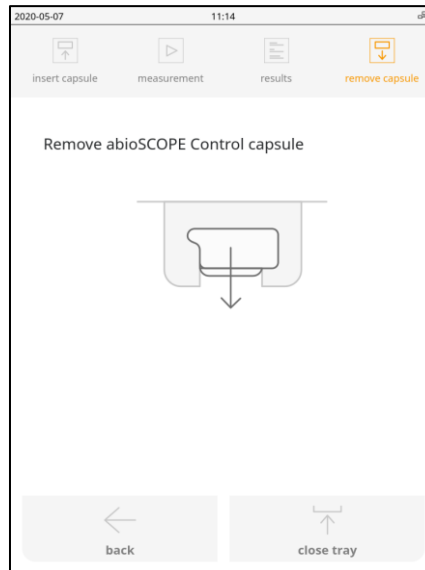 2020-05-07 11:14
insert capsule measurement results remove capsule
Remove abioSCOPE Control capsule
back close tray